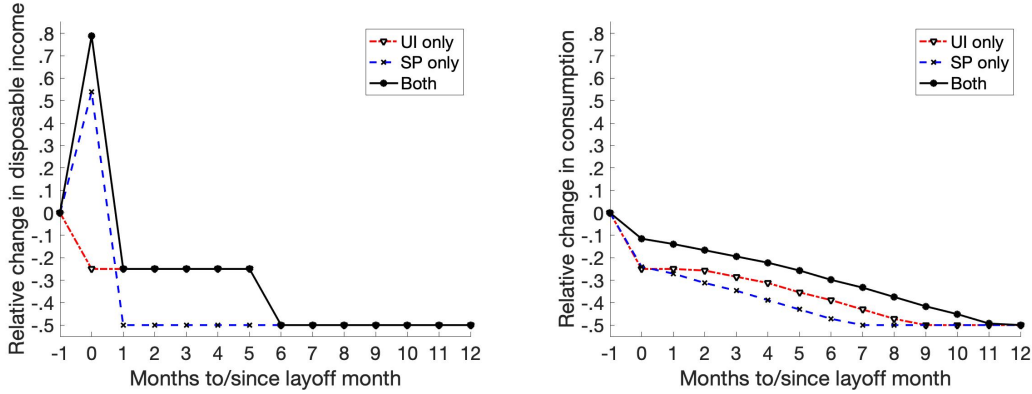 Relative change in disposable income
.8
.7
.6
.5
.4
.3
.2
.1
0
-.1
-.2
-.3
-.4
-.5
-1 0 1 2 3 4 5 6 7 8 9 10 11 12
Months to/since layoff month
UI only
SP only
Both
Relative change in consumption
.8
.7
.6
.5
.4
.3
.2
.1
0
-.1
-.2
-.3
-.4
-.5
-1 0 1 2 3 4 5 6 7 8 9 10 11 12
Months to/since layoff month
UI only
SP only
Both